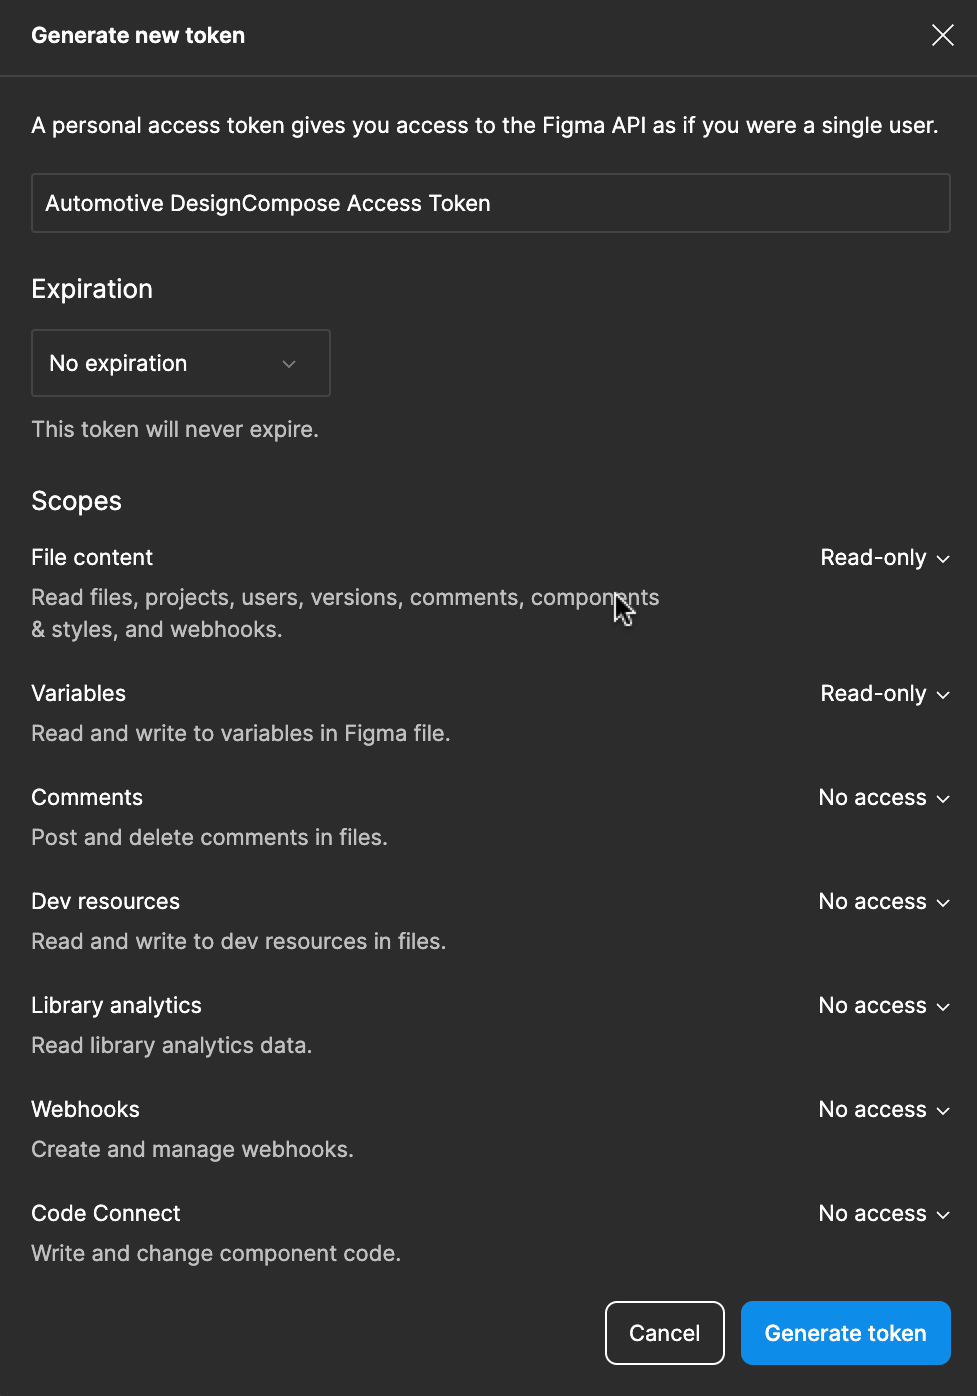 Generate new token
A personal access token gives you access to the Figma API as if you were a single user.
Automotive DesignCompose Access Token
Expiration
No expiration
This token will never expire.
Scopes
File content
Read-only
Read files, projects, users, versions, comments, components
& styles, and webhooks.
Variables
Read-only
Read and write to variables in Figma file.
Comments
No access
Post and delete comments in files.
Dev resources
No access
Read and write to dev resources in files.
Library analytics
No access
Read library analytics data.
Webhooks
No access
Create and manage webhooks.
Code Connect
No access
Write and change component code.
Cancel
Generate token